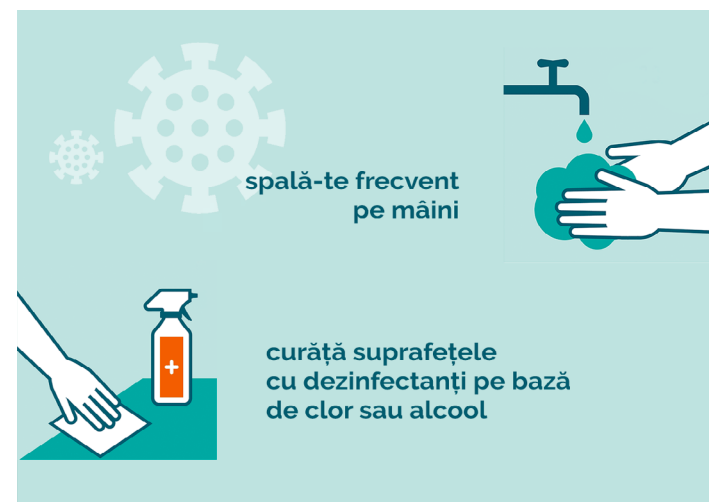 spală-te frecvent
pe mâini
curăță suprafețele
cu dezinfectanți pe bază
de clor sau alcool